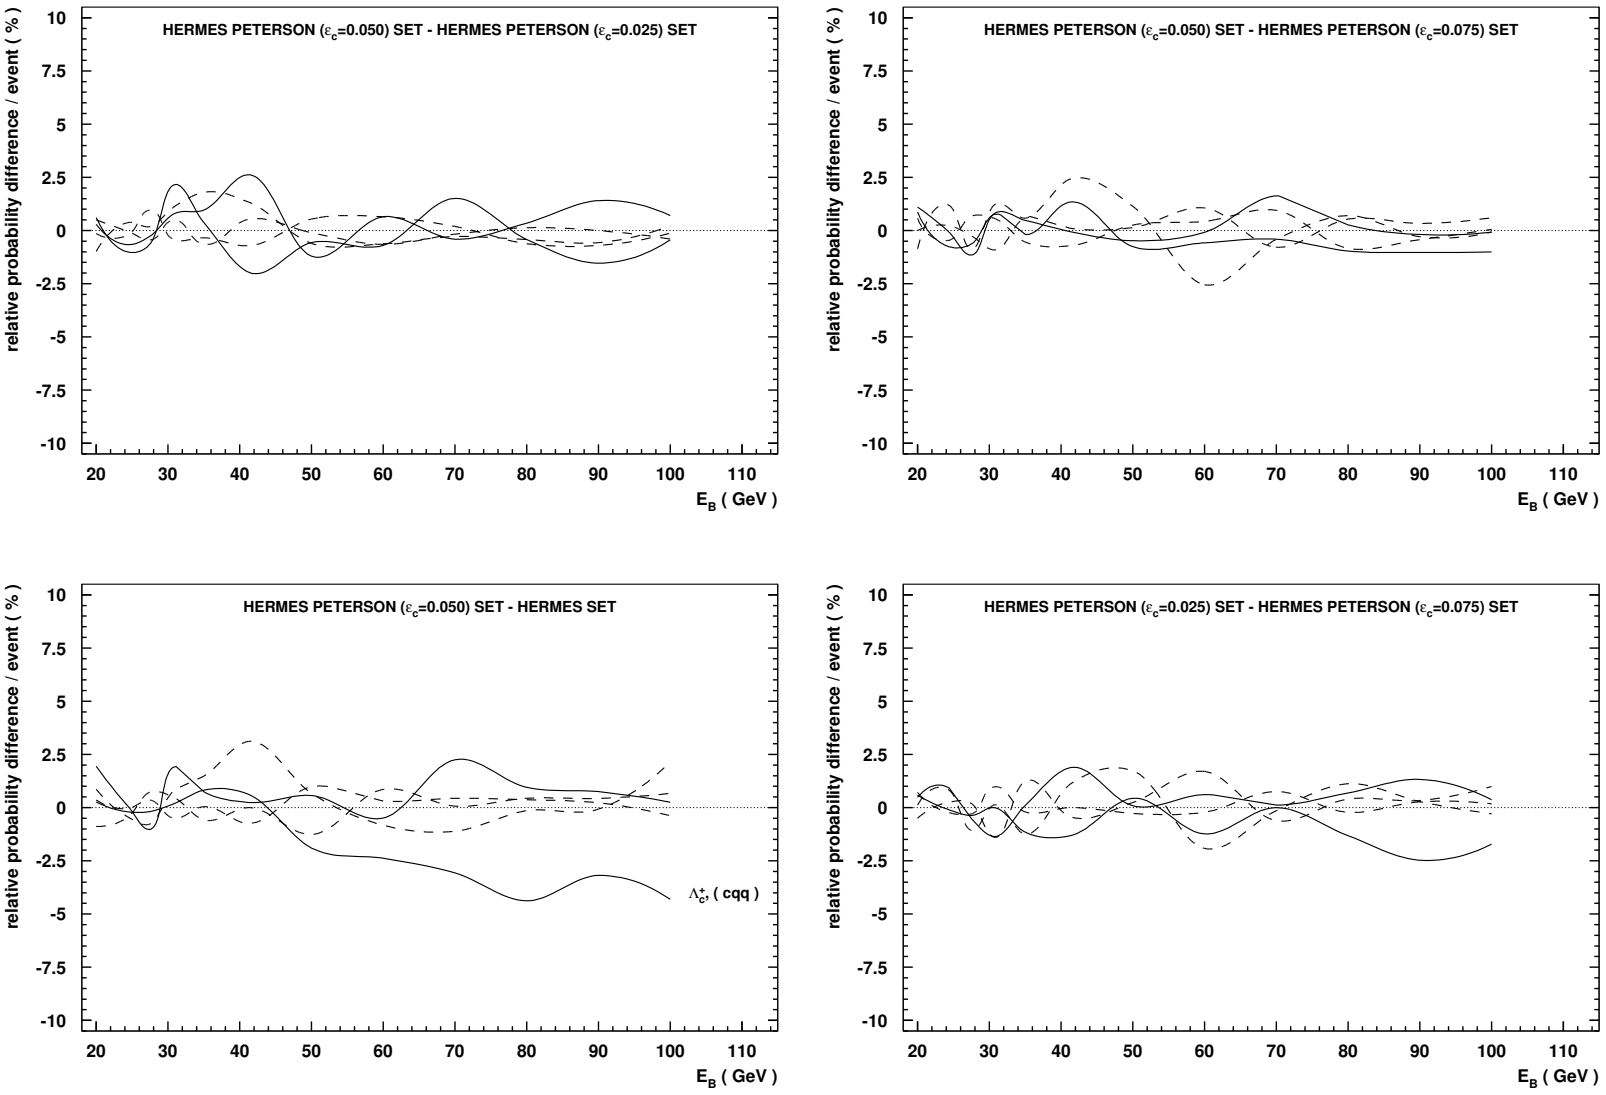 HERMES PETERSON (εc=0.050) SET - HERMES PETERSON (εc=0.025) SET
relative probability difference / event ( % )
10
7.5
5
2.5
0
-2.5
-5
-7.5
-10
20 30 40 50 60 70 80 90 100 110
EB ( GeV )
HERMES PETERSON (εc=0.050) SET - HERMES PETERSON (εc=0.075) SET
relative probability difference / event ( % )
10
7.5
5
2.5
0
-2.5
-5
-7.5
-10
20 30 40 50 60 70 80 90 100 110
EB ( GeV )
HERMES PETERSON (εc=0.050) SET - HERMES SET
relative probability difference / event ( % )
10
7.5
5
2.5
0
-2.5
-5
-7.5
-10
Λc+, ( cqq )
20 30 40 50 60 70 80 90 100 110
EB ( GeV )
HERMES PETERSON (εc=0.025) SET - HERMES PETERSON (εc=0.075) SET
relative probability difference / event ( % )
10
7.5
5
2.5
0
-2.5
-5
-7.5
-10
20 30 40 50 60 70 80 90 100 110
EB ( GeV )